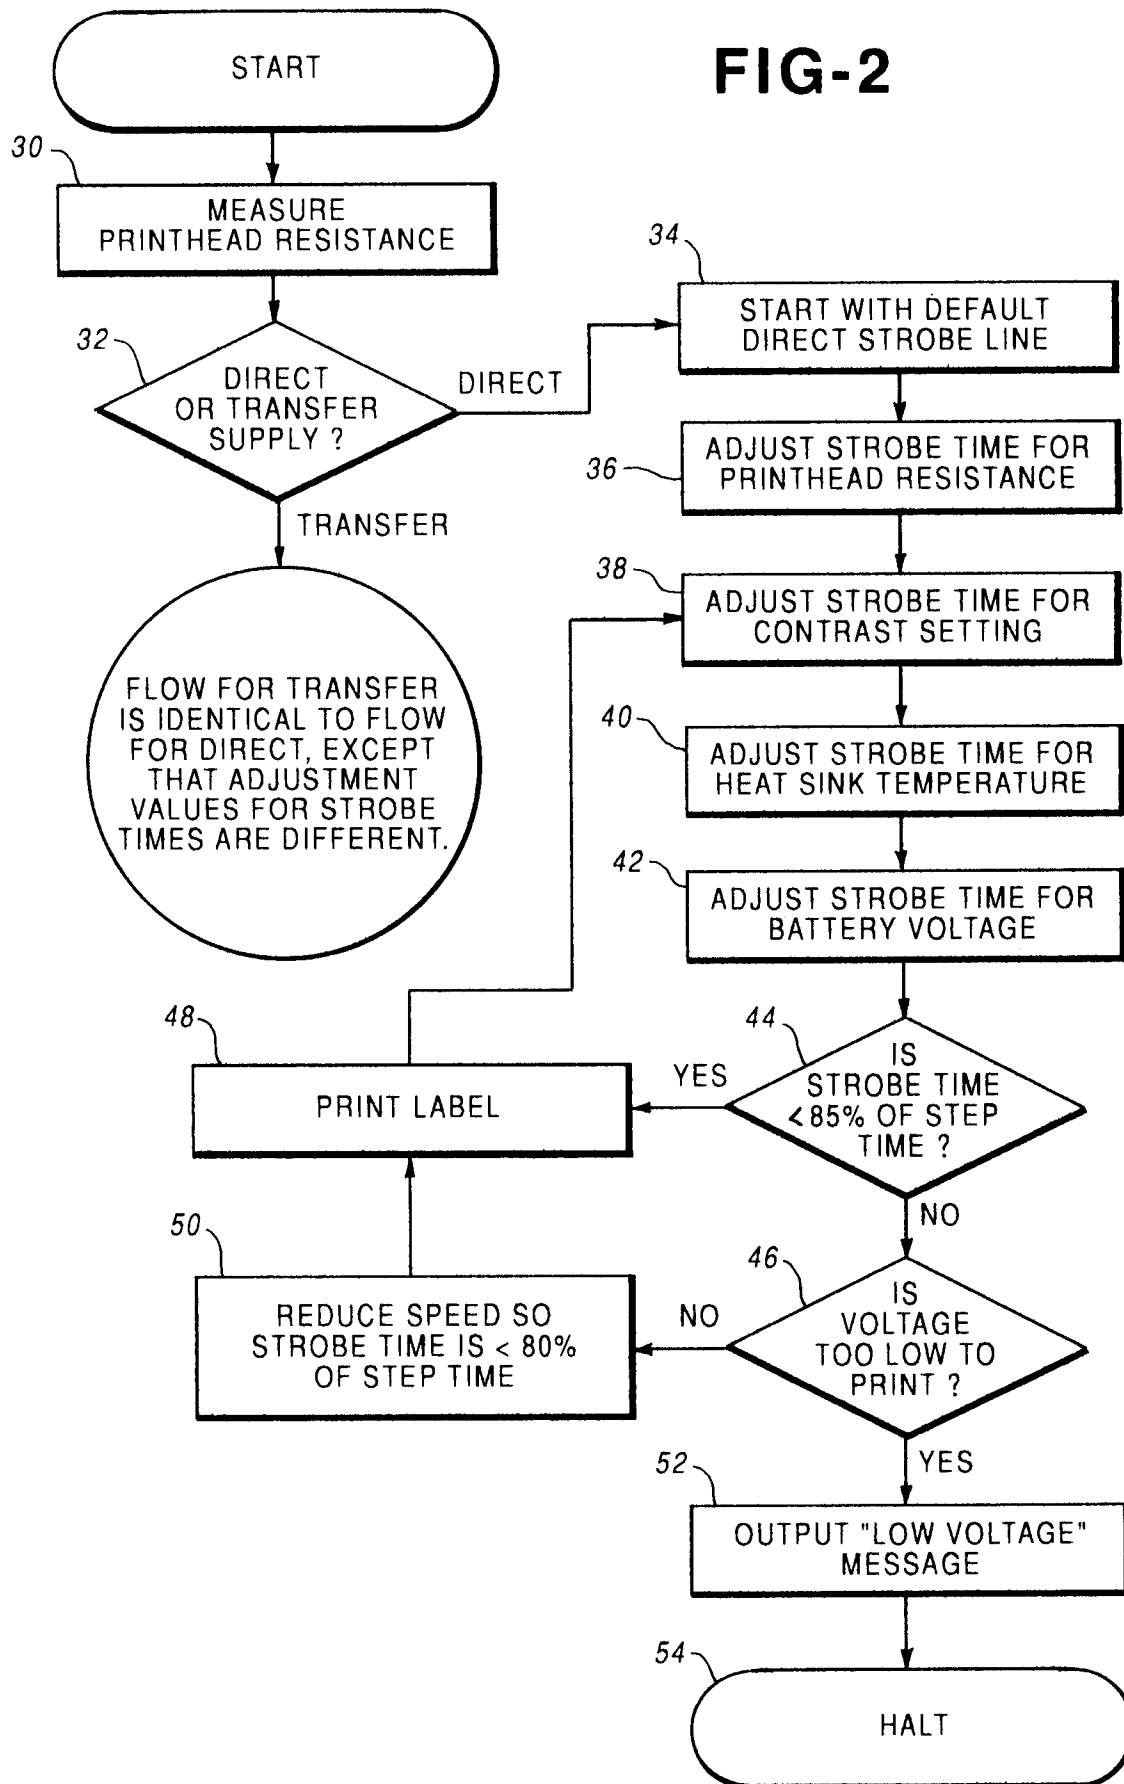 FIG-2
START
30
MEASURE
PRINTHEAD RESISTANCE
32
DIRECT
OR TRANSFER
SUPPLY ?
DIRECT
TRANSFER
FLOW FOR TRANSFER
IS IDENTICAL TO FLOW
FOR DIRECT, EXCEPT
THAT ADJUSTMENT
VALUES FOR STROBE
TIMES ARE DIFFERENT.
34
START WITH DEFAULT
DIRECT STROBE LINE
36
ADJUST STROBE TIME FOR
PRINTHEAD RESISTANCE
38
ADJUST STROBE TIME FOR
CONTRAST SETTING
40
ADJUST STROBE TIME FOR
HEAT SINK TEMPERATURE
42
ADJUST STROBE TIME FOR
BATTERY VOLTAGE
44
IS
STROBE TIME
<85% OF STEP
TIME ?
YES
NO
48
PRINT LABEL
46
IS
VOLTAGE
TOO LOW TO
PRINT ?
NO
YES
50
REDUCE SPEED SO
STROBE TIME IS < 80%
OF STEP TIME
52
OUTPUT "LOW VOLTAGE"
MESSAGE
54
HALT